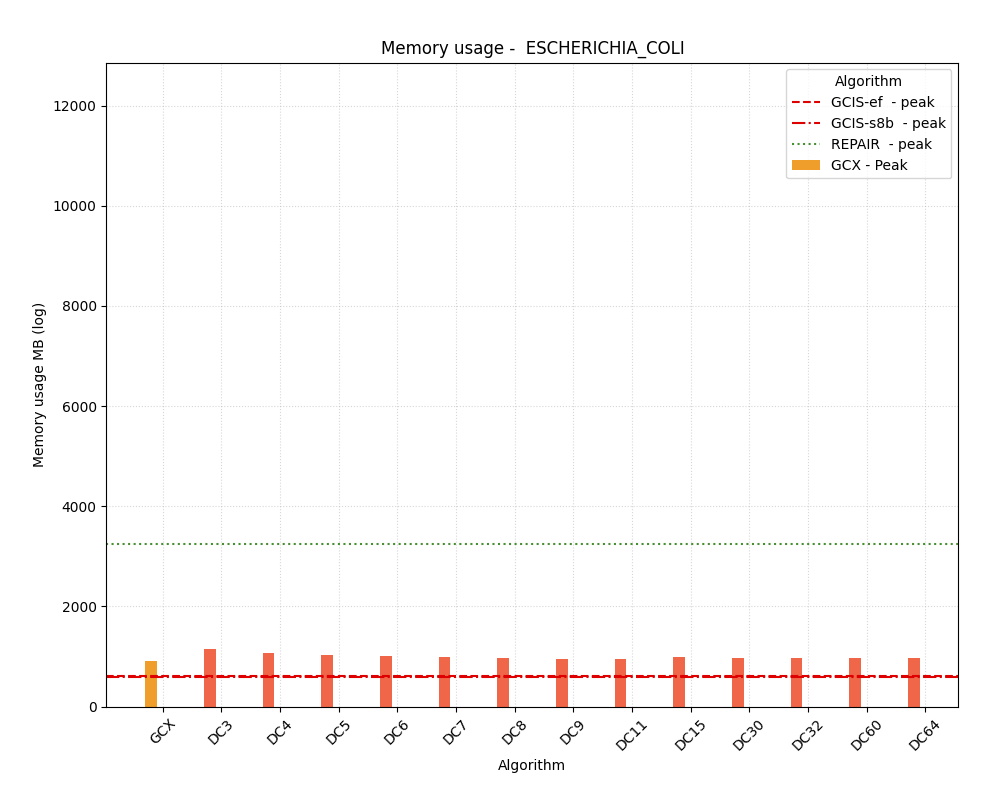 Memory usage -  ESCHERICHIA_COLI
Algorithm
GCIS-ef  - peak
GCIS-s8b  - peak
REPAIR  - peak
GCX - Peak
Memory usage MB (log)
12000
10000
8000
6000
4000
2000
0
GCX
DC3
DC4
DC5
DC6
DC7
DC8
DC9
DC11
DC15
DC30
DC32
DC60
DC64
Algorithm